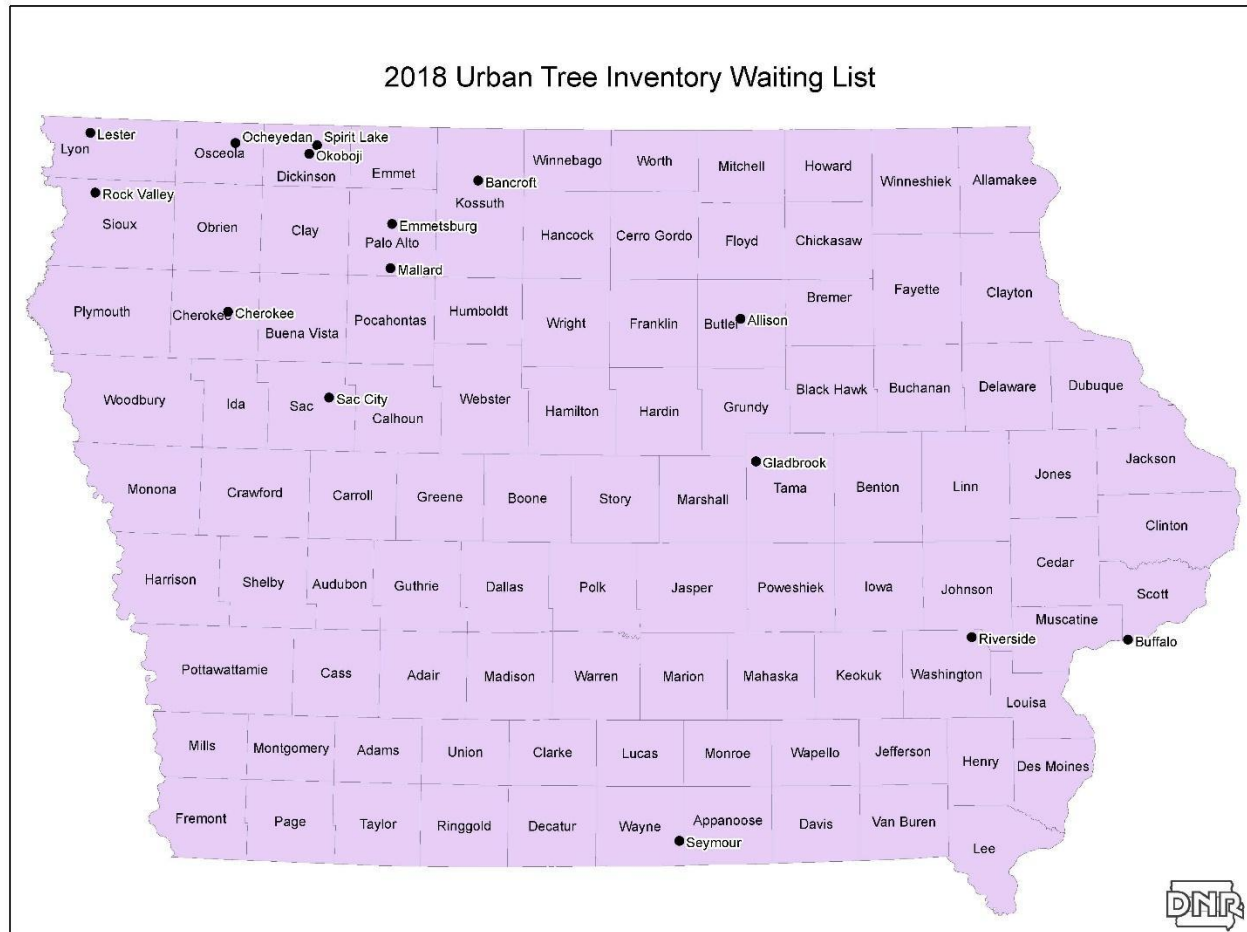 2018 Urban Tree Inventory Waiting List
Lester
Lyon
Ocheyedan
Osceola
Spirit Lake
Okoboji
Dickinson
Emmet
Winnebago
Worth
Mitchell
Howard
Winneshiek
Allamakee
Rock Valley
Sioux
Obrien
Clay
Emmetsburg
Palo Alto
Mallard
Bancroft
Kossuth
Hancock
Cerro Gordo
Floyd
Chickasaw
Plymouth
Cherokee
Cherokee
Buena Vista
Pocahontas
Humboldt
Wright
Franklin
Butler
Allison
Bremer
Fayette
Clayton
Woodbury
Ida
Sac
Sac City
Calhoun
Webster
Hamilton
Hardin
Grundy
Black Hawk
Buchanan
Delaware
Dubuque
Monona
Crawford
Carroll
Greene
Boone
Story
Marshall
Gladbrook
Tama
Benton
Linn
Jones
Jackson
Clinton
Harrison
Shelby
Audubon
Guthrie
Dallas
Polk
Jasper
Poweshiek
Iowa
Johnson
Cedar
Scott
Muscatine
Pottawattamie
Cass
Adair
Madison
Warren
Marion
Mahaska
Keokuk
Washington
Riverside
Buffalo
Louisa
Mills
Montgomery
Adams
Union
Clarke
Lucas
Monroe
Wapello
Jefferson
Henry
Des Moines
Fremont
Page
Taylor
Ringgold
Decatur
Wayne
Seymour
Appanoose
Davis
Van Buren
Lee
DNR